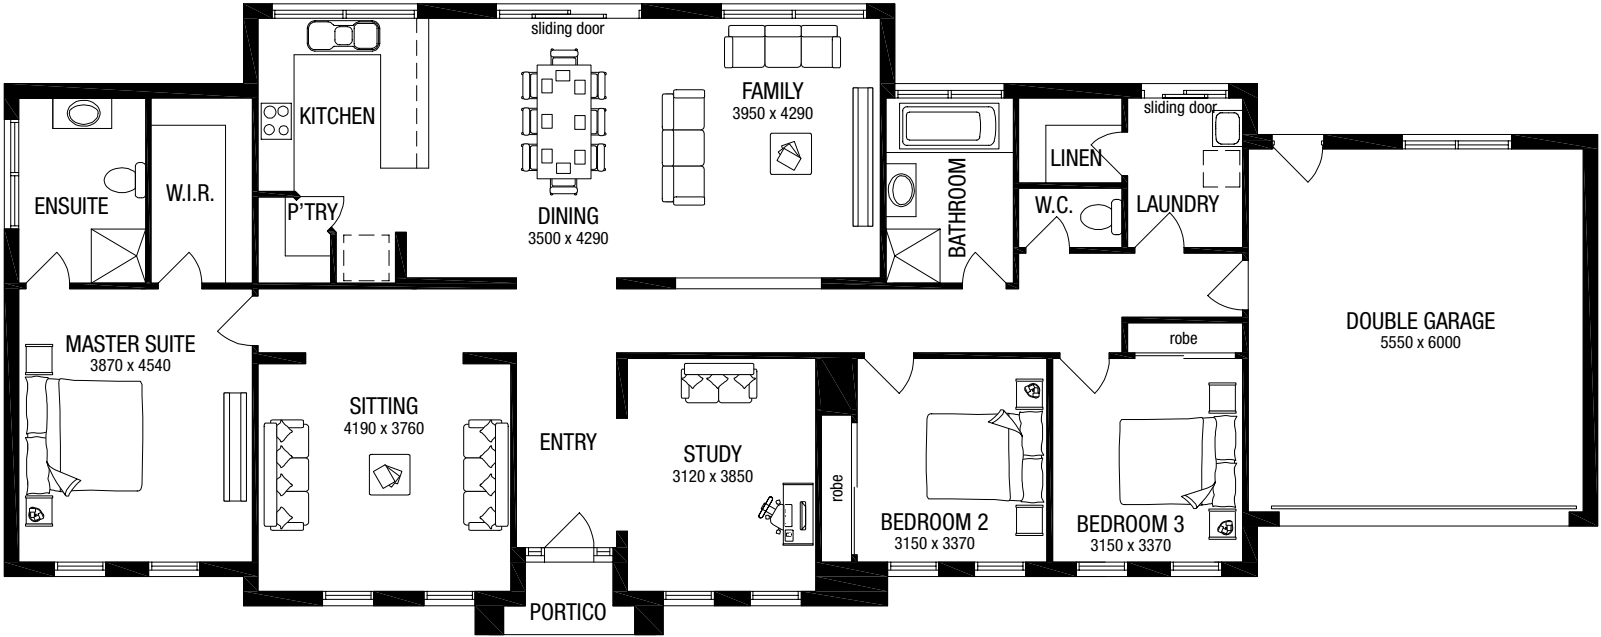 sliding door
KITCHEN
FAMILY
3950 x 4290
sliding door
ENSUITE
W.I.R.
P'TRY
DINING
3500 x 4290
BATHROOM
LINEN
W.C.
LAUNDRY
MASTER SUITE
3870 x 4540
SITTING
4190 x 3760
ENTRY
STUDY
3120 x 3850
robe
BEDROOM 2
3150 x 3370
robe
BEDROOM 3
3150 x 3370
DOUBLE GARAGE
5550 x 6000
PORTICO